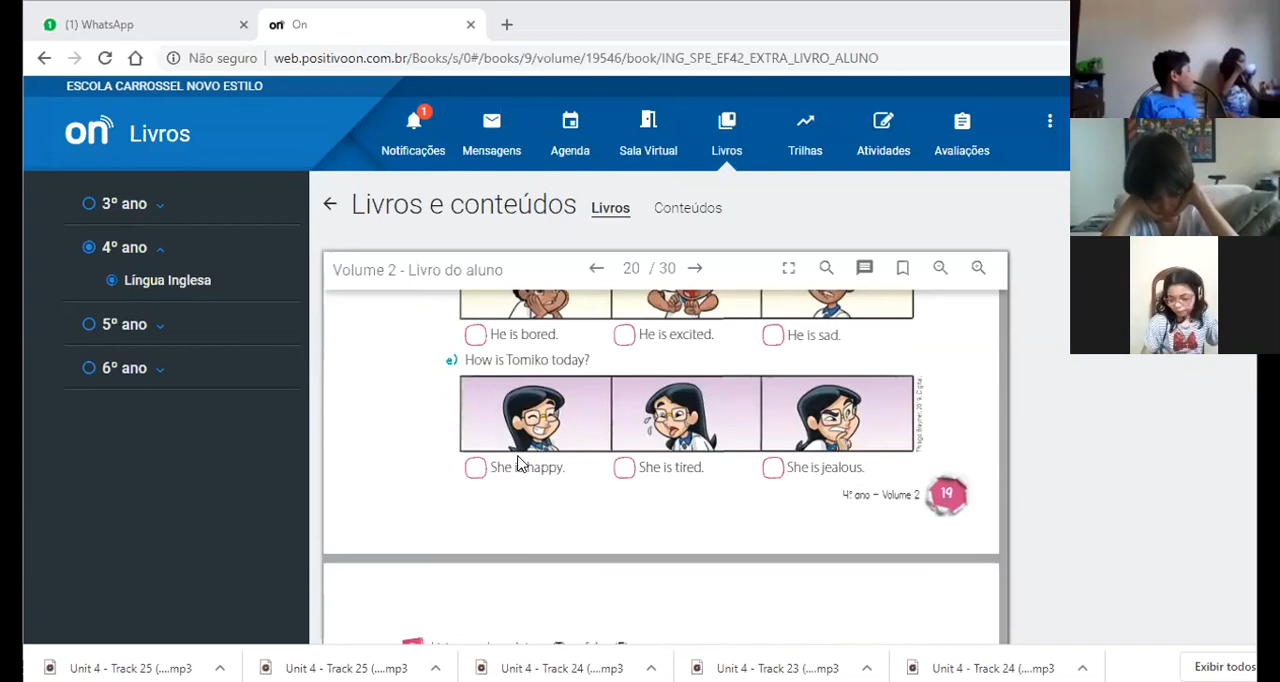 (1) WhatsApp
On
Não seguro
web.positivoon.com.br/Books/s/0#/books/9/volume/19546/book/ING_SPE_EF42_EXTRA_LIVRO_ALUNO
ESCOLA CARROSSEL NOVO ESTILO
on Livros
1
Notificações Mensagens Agenda Sala Virtual Livros Trilhas Atividades Avaliações
3º ano
4º ano
Língua Inglesa
5º ano
6º ano
Livros e conteúdos Livros Conteúdos
Volume 2 - Livro do aluno 20 / 30
He is bored. He is excited. He is sad.
e) How is Tomiko today?
She is happy. She is tired. She is jealous.
4º ano – Volume 2 19
Unit 4 - Track 25 (....mp3 Unit 4 - Track 25 (....mp3 Unit 4 - Track 24 (....mp3 Unit 4 - Track 23 (....mp3 Unit 4 - Track 24 (....mp3 Exibir todos